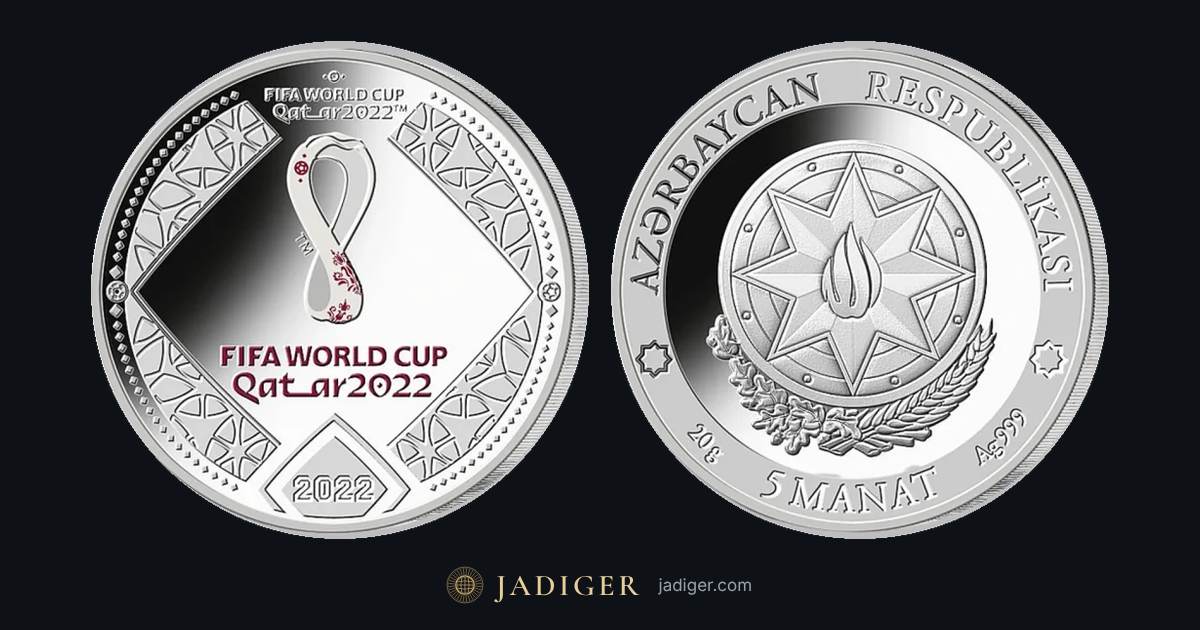 FIFA WORLD CUP
Qatar2022™
TM
FIFA WORLD CUP
Qatar2022
2022
AZƏRBAYCAN RESPUBLİKASI
20g 5 MANAT Ag999
JADIGER jadiger.com